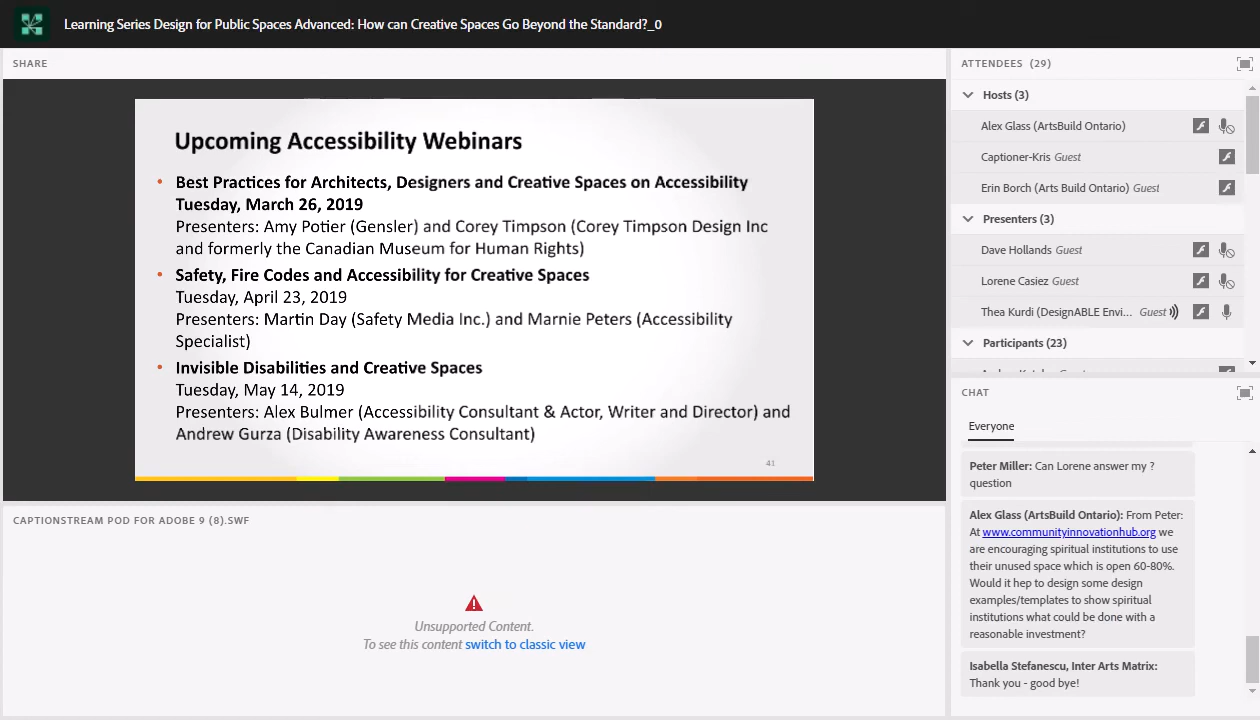 Learning Series Design for Public Spaces Advanced: How can Creative Spaces Go Beyond the Standard?_0
SHARE
Upcoming Accessibility Webinars
• Best Practices for Architects, Designers and Creative Spaces on Accessibility
Tuesday, March 26, 2019
Presenters: Amy Potier (Gensler) and Corey Timpson (Corey Timpson Design Inc
and formerly the Canadian Museum for Human Rights)
• Safety, Fire Codes and Accessibility for Creative Spaces
Tuesday, April 23, 2019
Presenters: Martin Day (Safety Media Inc.) and Marnie Peters (Accessibility
Specialist)
• Invisible Disabilities and Creative Spaces
Tuesday, May 14, 2019
Presenters: Alex Bulmer (Accessibility Consultant & Actor, Writer and Director) and
Andrew Gurza (Disability Awareness Consultant)
41
CAPTIONSTREAM POD FOR ADOBE 9 (8).SWF
Unsupported Content.
To see this content switch to classic view
ATTENDEES (29)
Hosts (3)
Alex Glass (ArtsBuild Ontario)
Captioner-Kris Guest
Erin Borch (Arts Build Ontario) Guest
Presenters (3)
Dave Hollands Guest
Lorene Casiez Guest
Thea Kurdi (DesignABLE Envi... Guest
Participants (23)
CHAT
Everyone
Peter Miller: Can Lorene answer my ?
question
Alex Glass (ArtsBuild Ontario): From Peter:
At www.communityinnovationhub.org we
are encouraging spiritual institutions to use
their unused space which is open 60-80%.
Would it hep to design some design
examples/templates to show spiritual
institutions what could be done with a
reasonable investment?
Isabella Stefanescu, Inter Arts Matrix:
Thank you - good bye!